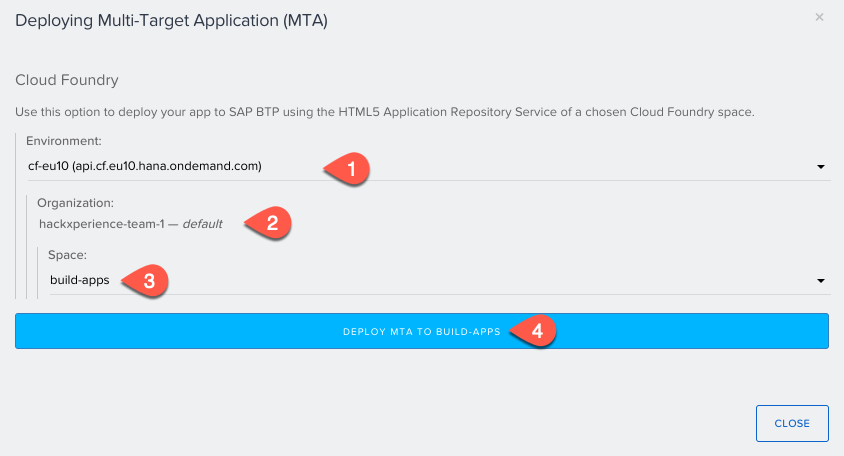 Deploying Multi-Target Application (MTA)
×
Cloud Foundry
Use this option to deploy your app to SAP BTP using the HTML5 Application Repository Service of a chosen Cloud Foundry space.
Environment:
cf-eu10 (api.cf.eu10.hana.ondemand.com)
1
Organization:
hackxperience-team-1 — default
2
Space:
build-apps
3
DEPLOY MTA TO BUILD-APPS
4
CLOSE